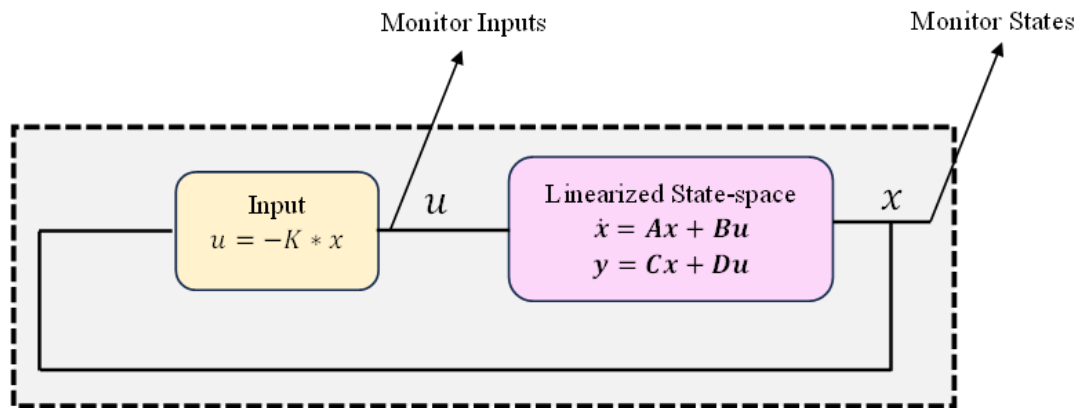 Monitor Inputs
Monitor States
Input
u = −K ∗ x
u
Linearized State-space
ẋ = Ax + Bu
y = Cx + Du
x